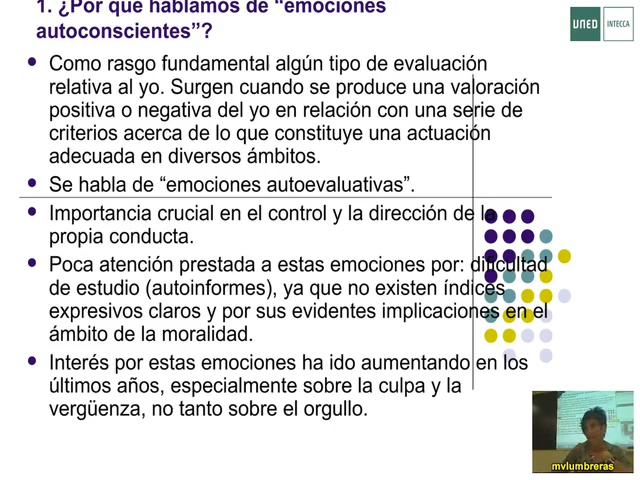 1. ¿Por qué hablamos de “emociones
autoconscientes”?
UNED
INTECCA
Como rasgo fundamental algún tipo de evaluación
relativa al yo. Surgen cuando se produce una valoración
positiva o negativa del yo en relación con una serie de
criterios acerca de lo que constituye una actuación
adecuada en diversos ámbitos.
Se habla de “emociones autoevaluativas”.
Importancia crucial en el control y la dirección de la
propia conducta.
Poca atención prestada a estas emociones por: dificultad
de estudio (autoinformes), ya que no existen índices
expresivos claros y por sus evidentes implicaciones en el
ámbito de la moralidad.
Interés por estas emociones ha ido aumentando en los
últimos años, especialmente sobre la culpa y la
vergüenza, no tanto sobre el orgullo.
mvlumbreras